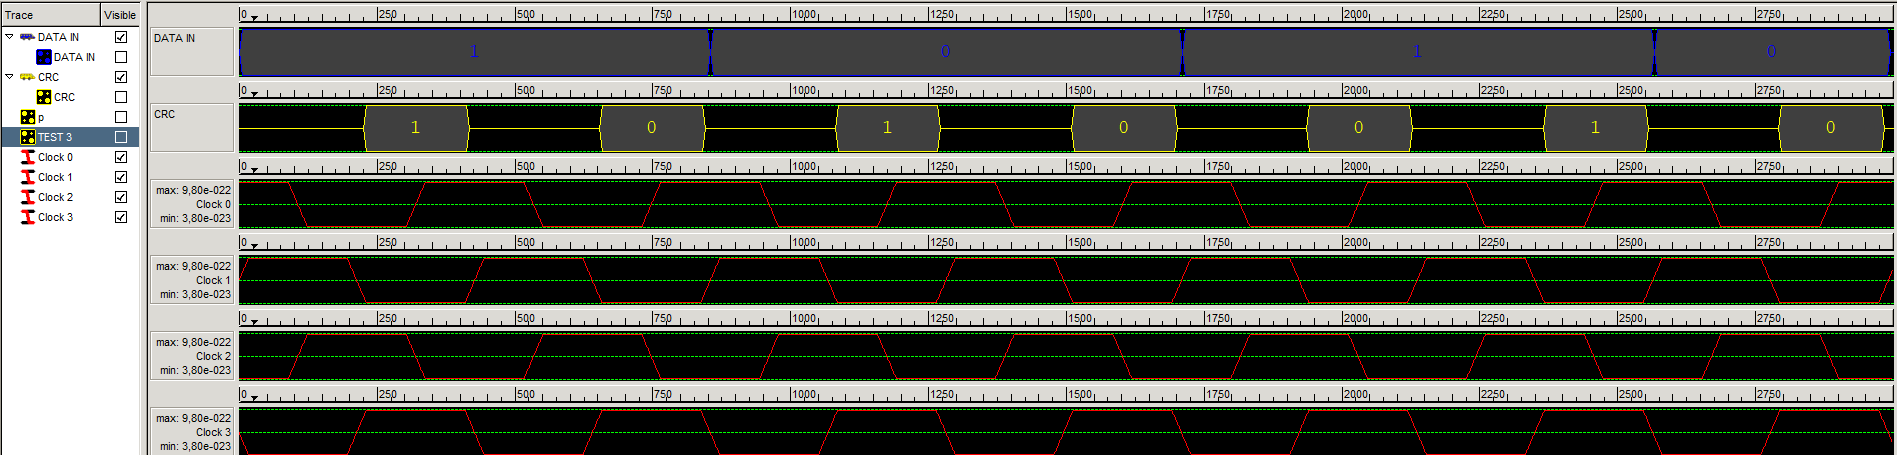 Trace Visible
DATA IN
DATA IN
CRC
CRC
p
TEST 3
Clock 0
Clock 1
Clock 2
Clock 3
0 250 500 750 1000 1250 1500 1750 2000 2250 2500 2750
DATA IN 1 0 1 0
0 250 500 750 1000 1250 1500 1750 2000 2250 2500 2750
CRC 1 0 1 0 0 1 0
0 250 500 750 1000 1250 1500 1750 2000 2250 2500 2750
max: 9,80e-022
Clock 0
min: 3,80e-023
0 250 500 750 1000 1250 1500 1750 2000 2250 2500 2750
max: 9,80e-022
Clock 1
min: 3,80e-023
0 250 500 750 1000 1250 1500 1750 2000 2250 2500 2750
max: 9,80e-022
Clock 2
min: 3,80e-023
0 250 500 750 1000 1250 1500 1750 2000 2250 2500 2750
max: 9,80e-022
Clock 3
min: 3,80e-023